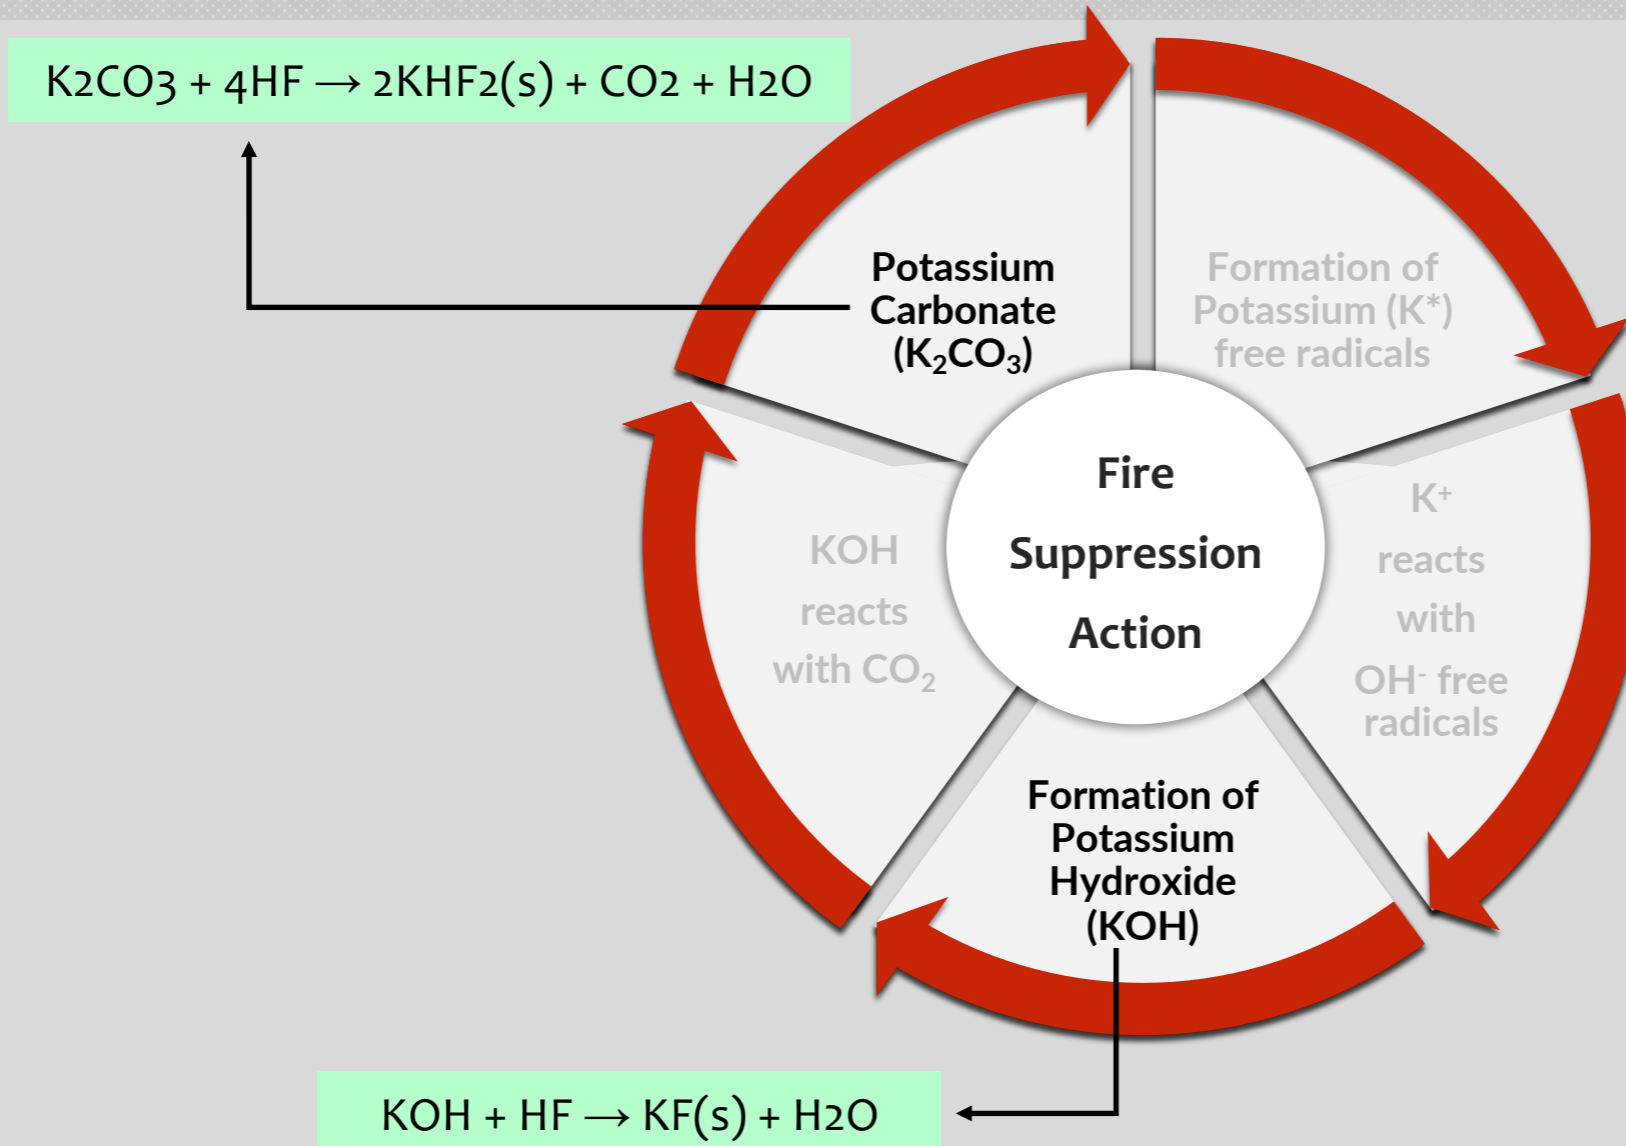 K2CO3 + 4HF → 2KHF2(s) + CO2 + H2O
Potassium
Carbonate
(K₂CO₃)
Formation of
Potassium (K*)
free radicals
K⁺
reacts
with
OH⁻ free
radicals
Formation of
Potassium
Hydroxide
(KOH)
KOH
reacts
with CO₂
Fire
Suppression
Action
KOH + HF → KF(s) + H2O